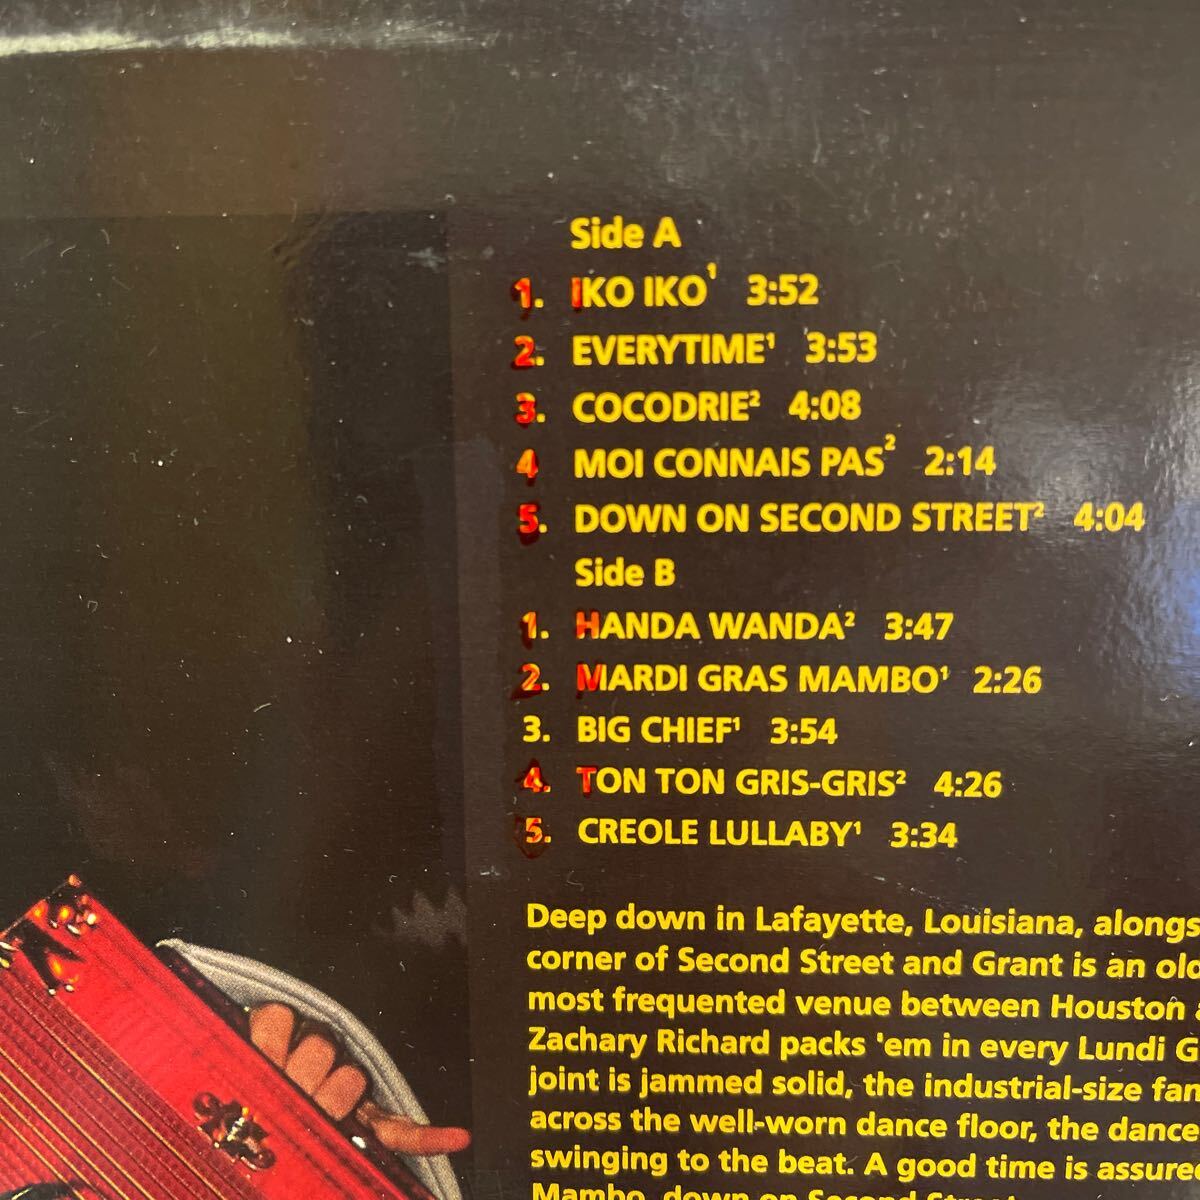 Side A
1. IKO IKO¹ 3:52
2. EVERYTIME¹ 3:53
3. COCODRIE² 4:08
4 MOI CONNAIS PAS² 2:14
5. DOWN ON SECOND STREET² 4:04
Side B
1. HANDA WANDA² 3:47
2. MARDI GRAS MAMBO¹ 2:26
3. BIG CHIEF¹ 3:54
4. TON TON GRIS-GRIS² 4:26
5. CREOLE LULLABY¹ 3:34
Deep down in Lafayette, Louisiana, alongs
corner of Second Street and Grant is an old
most frequented venue between Houston a
Zachary Richard packs 'em in every Lundi G
joint is jammed solid, the industrial-size fan
across the well-worn dance floor, the dance
swinging to the beat. A good time is assured
Mambo, down on Second Street